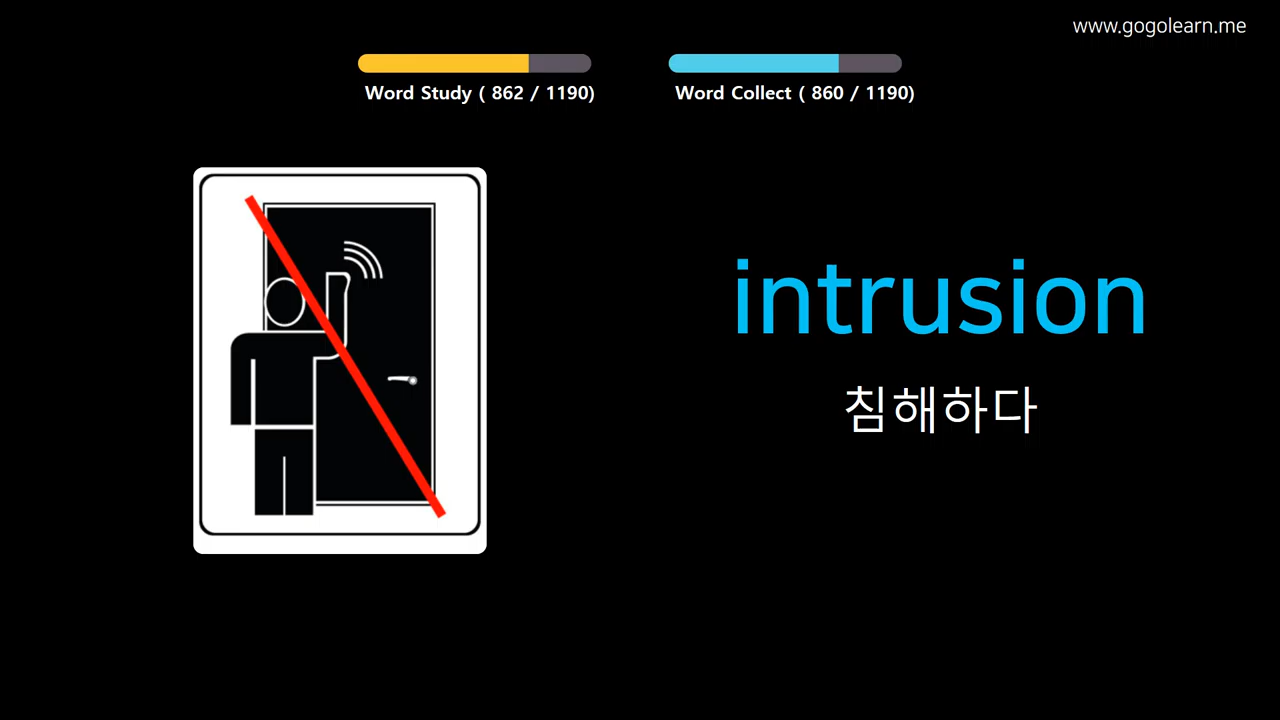 www.gogolearn.me
Word Study ( 862 / 1190)
Word Collect ( 860 / 1190)
intrusion
침해하다